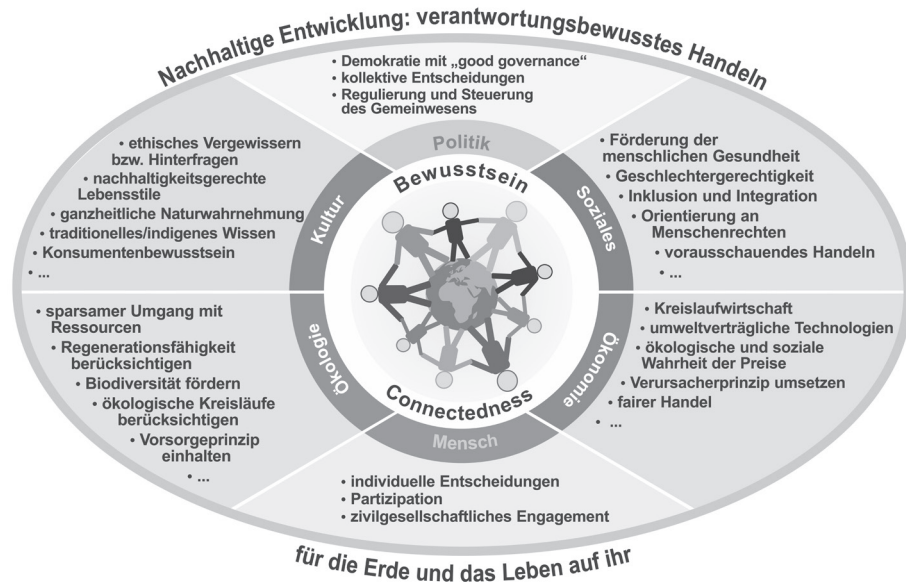 Nachhaltige Entwicklung: verantwortungsbewusstes Handeln
• Demokratie mit „good governance“
• kollektive Entscheidungen
• Regulierung und Steuerung
des Gemeinwesens
Politik
• ethisches Vergewissern
bzw. Hinterfragen
• nachhaltigkeitsgerechte
Lebensstile
• ganzheitliche Naturwahrnehmung
• traditionelles/indigenes Wissen
• Konsumentenbewusstsein
• ...
Kultur
Bewusstsein
Soziales
• Förderung der
menschlichen Gesundheit
• Geschlechtergerechtigkeit
• Inklusion und Integration
• Orientierung an
Menschenrechten
• vorausschauendes Handeln
• ...
• sparsamer Umgang mit
Ressourcen
• Regenerationsfähigkeit
berücksichtigen
• Biodiversität fördern
• ökologische Kreisläufe
berücksichtigen
• Vorsorgeprinzip
einhalten
• ...
Ökologie
Connectedness
Ökonomie
• Kreislaufwirtschaft
• umweltverträgliche Technologien
• ökologische und soziale
Wahrheit der Preise
• Verursacherprinzip umsetzen
• fairer Handel
• ...
Mensch
• individuelle Entscheidungen
• Partizipation
• zivilgesellschaftliches Engagement
für die Erde und das Leben auf ihr